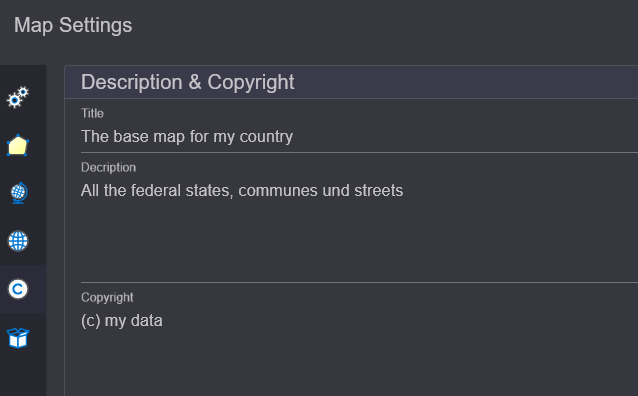 Map Settings
Description & Copyright
Title
The base map for my country
Decription
All the federal states, communes und streets
Copyright
(c) my data